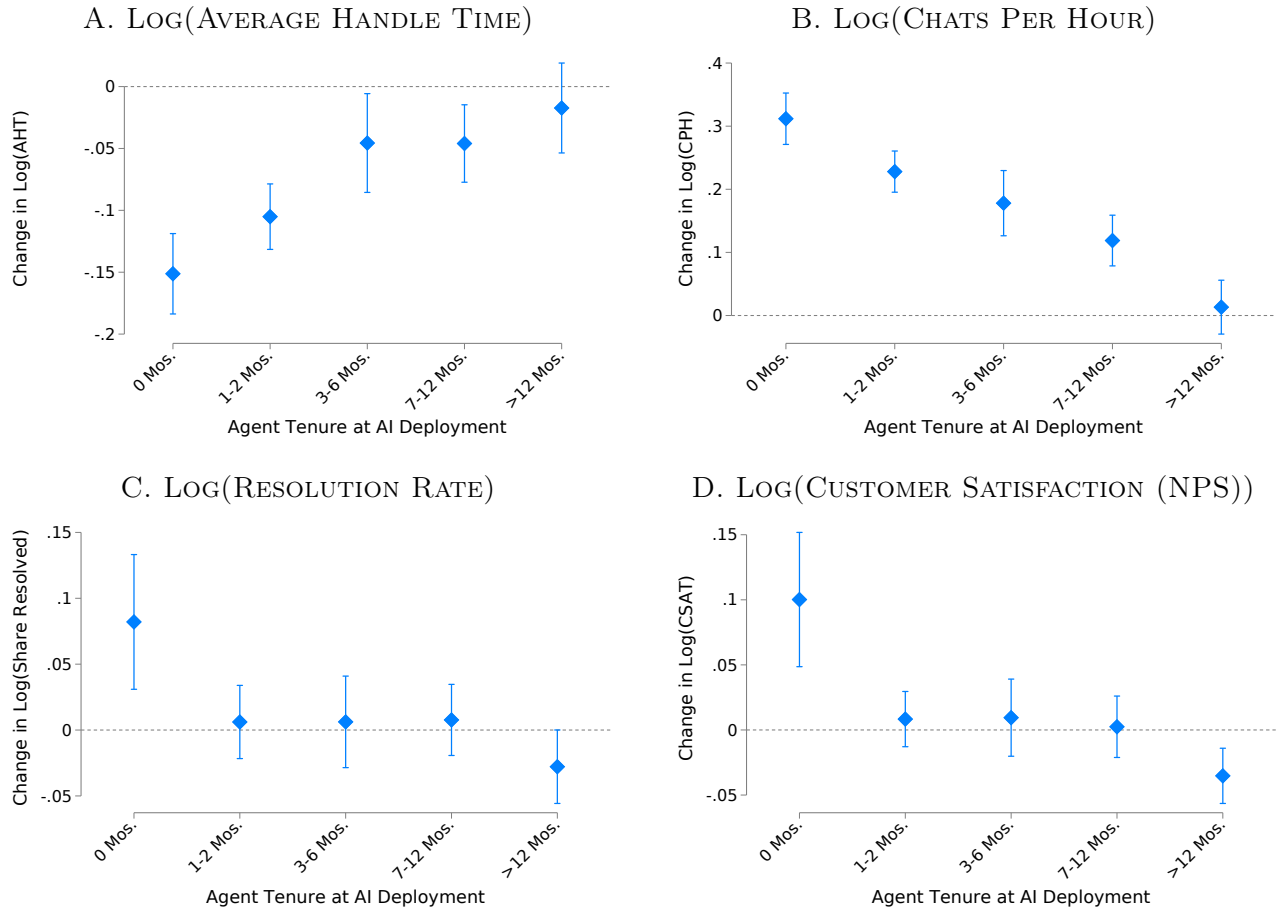 A. Log(Average Handle Time)
Change in Log(AHT)
0
-.05
-.1
-.15
-.2
0 Mos.
1-2 Mos.
3-6 Mos.
7-12 Mos.
>12 Mos.
Agent Tenure at AI Deployment
B. Log(Chats Per Hour)
Change in Log(CPH)
.4
.3
.2
.1
0
0 Mos.
1-2 Mos.
3-6 Mos.
7-12 Mos.
>12 Mos.
Agent Tenure at AI Deployment
C. Log(Resolution Rate)
Change in Log(Share Resolved)
.15
.1
.05
0
-.05
0 Mos.
1-2 Mos.
3-6 Mos.
7-12 Mos.
>12 Mos.
Agent Tenure at AI Deployment
D. Log(Customer Satisfaction (NPS))
Change in Log(CSAT)
.15
.1
.05
0
-.05
0 Mos.
1-2 Mos.
3-6 Mos.
7-12 Mos.
>12 Mos.
Agent Tenure at AI Deployment